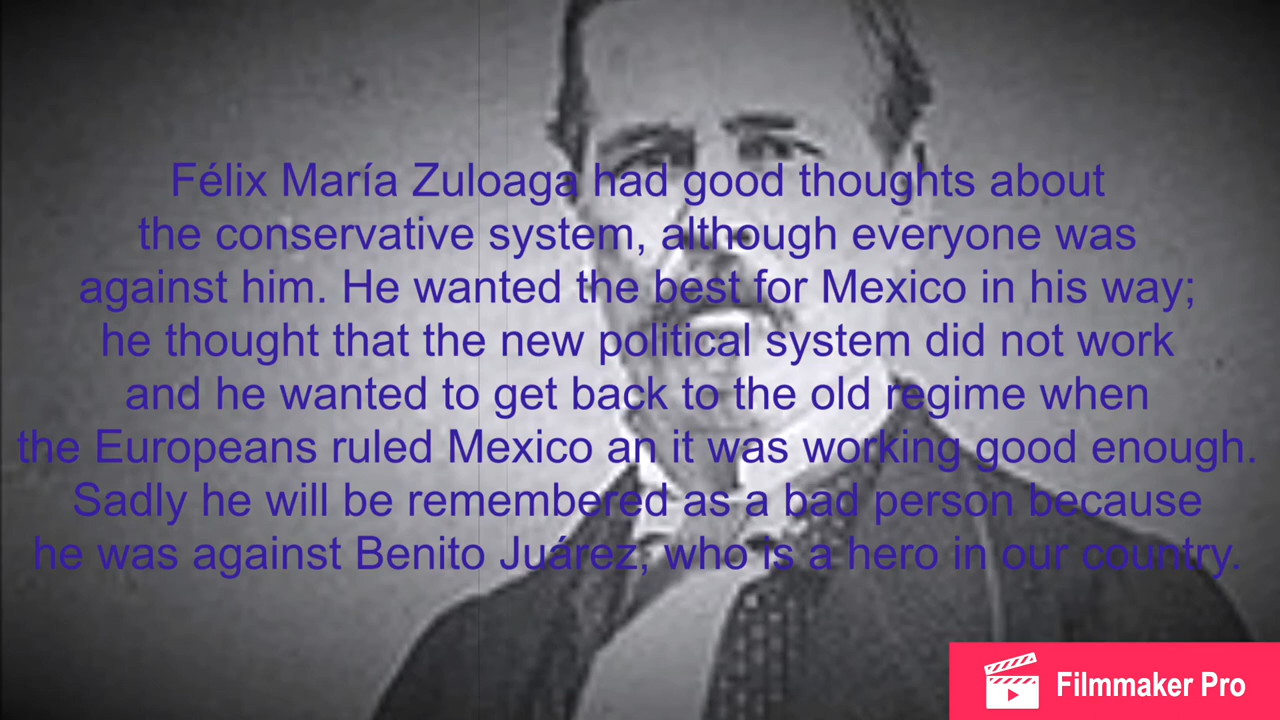 Félix María Zuloaga had good thoughts about
the conservative system, although everyone was
against him. He wanted the best for Mexico in his way;
he thought that the new political system did not work
and he wanted to get back to the old regime when
the Europeans ruled Mexico an it was working good enough.
Sadly he will be remembered as a bad person because
he was against Benito Juárez, who is a hero in our country.
Filmmaker Pro